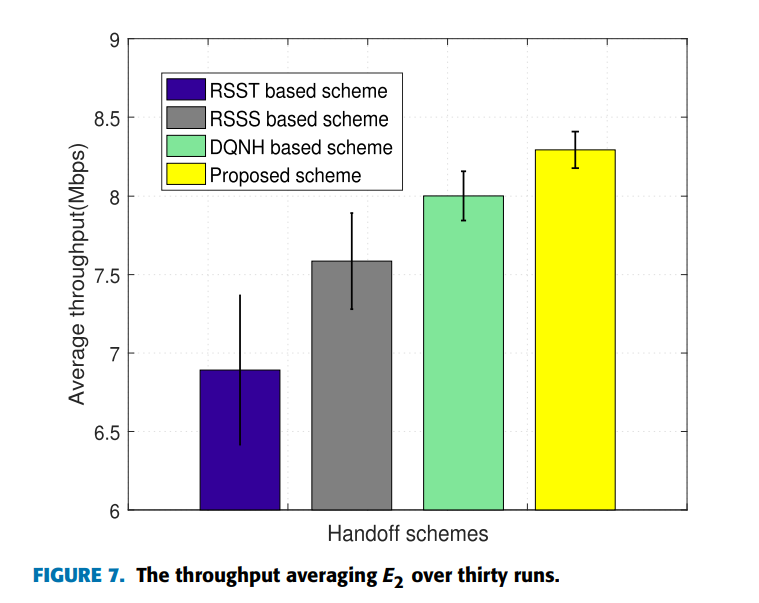 9
8.5
8
7.5
7
6.5
6
Average throughput(Mbps)
RSST based scheme
RSSS based scheme
DQNH based scheme
Proposed scheme
Handoff schemes
FIGURE 7. The throughput averaging E2 over thirty runs.